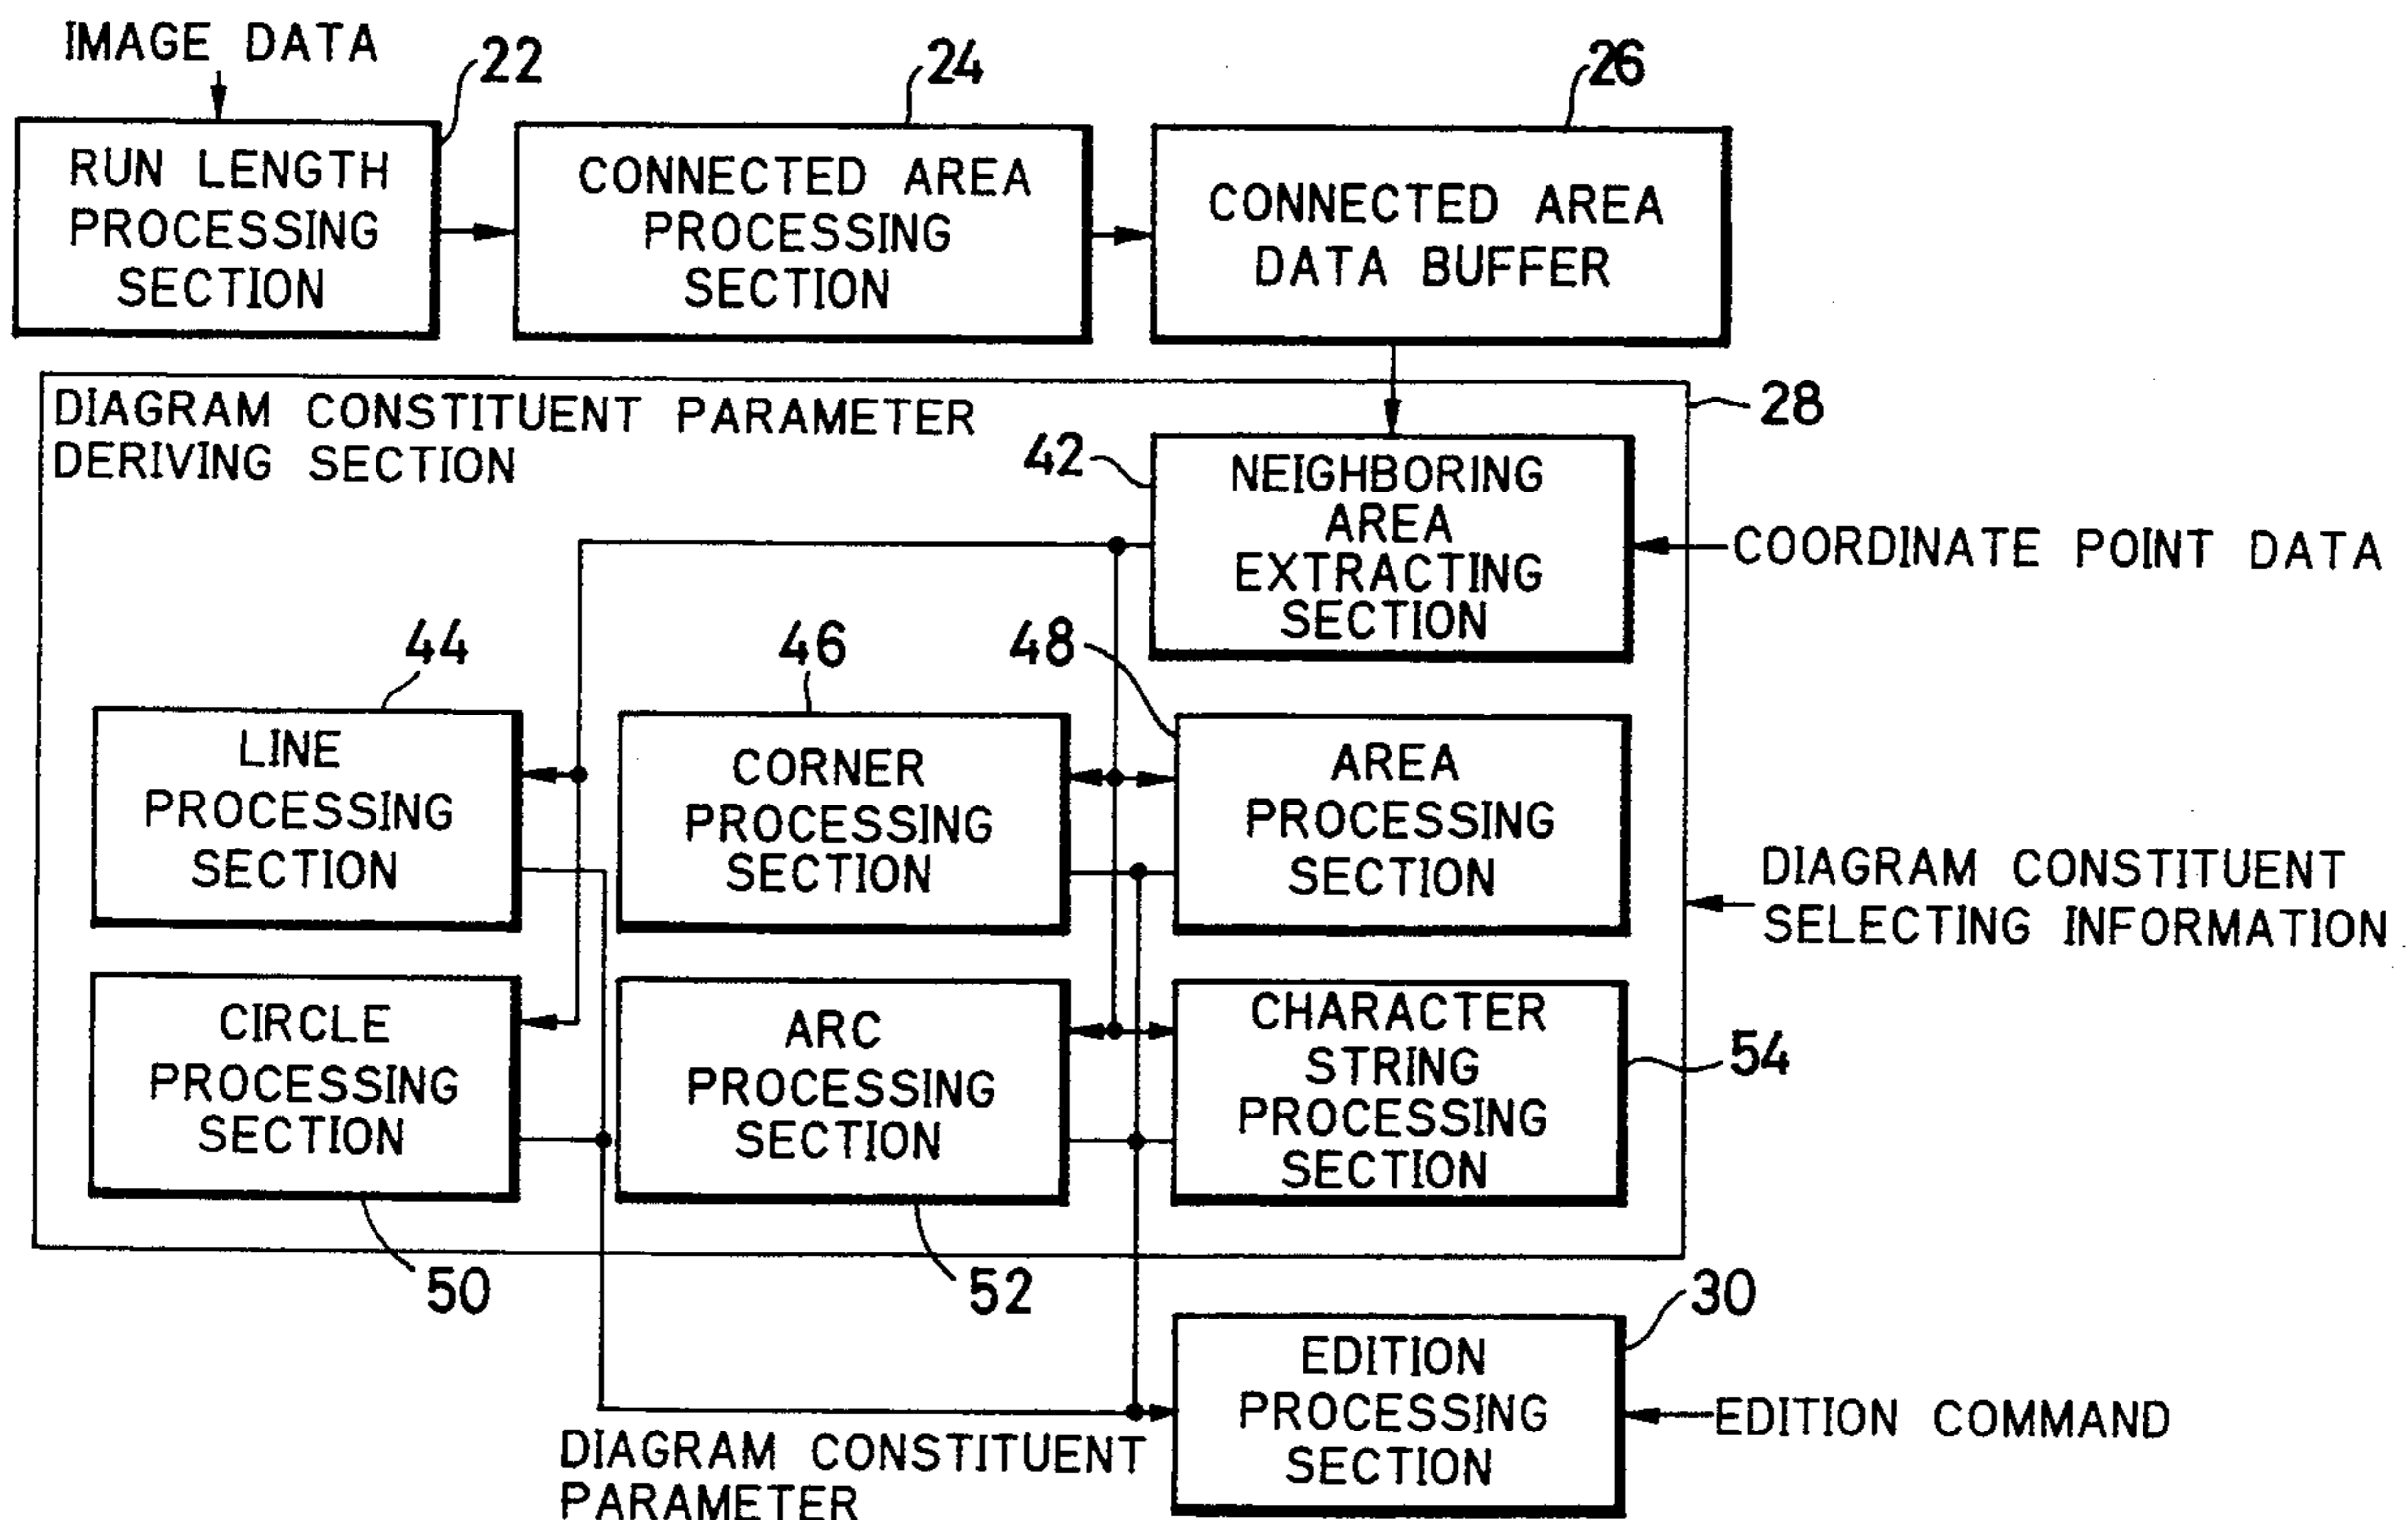 IMAGE DATA
22
24
26
RUN LENGTH
PROCESSING
SECTION
CONNECTED AREA
PROCESSING
SECTION
CONNECTED AREA
DATA BUFFER
DIAGRAM CONSTITUENT PARAMETER
DERIVING SECTION
28
42
NEIGHBORING
AREA
EXTRACTING
SECTION
COORDINATE POINT DATA
44
46
48
LINE
PROCESSING
SECTION
CORNER
PROCESSING
SECTION
AREA
PROCESSING
SECTION
DIAGRAM CONSTITUENT
SELECTING INFORMATION
CIRCLE
PROCESSING
SECTION
ARC
PROCESSING
SECTION
CHARACTER
STRING
PROCESSING
SECTION
54
50
52
30
EDITION
PROCESSING
SECTION
EDITION COMMAND
DIAGRAM CONSTITUENT
PARAMETER